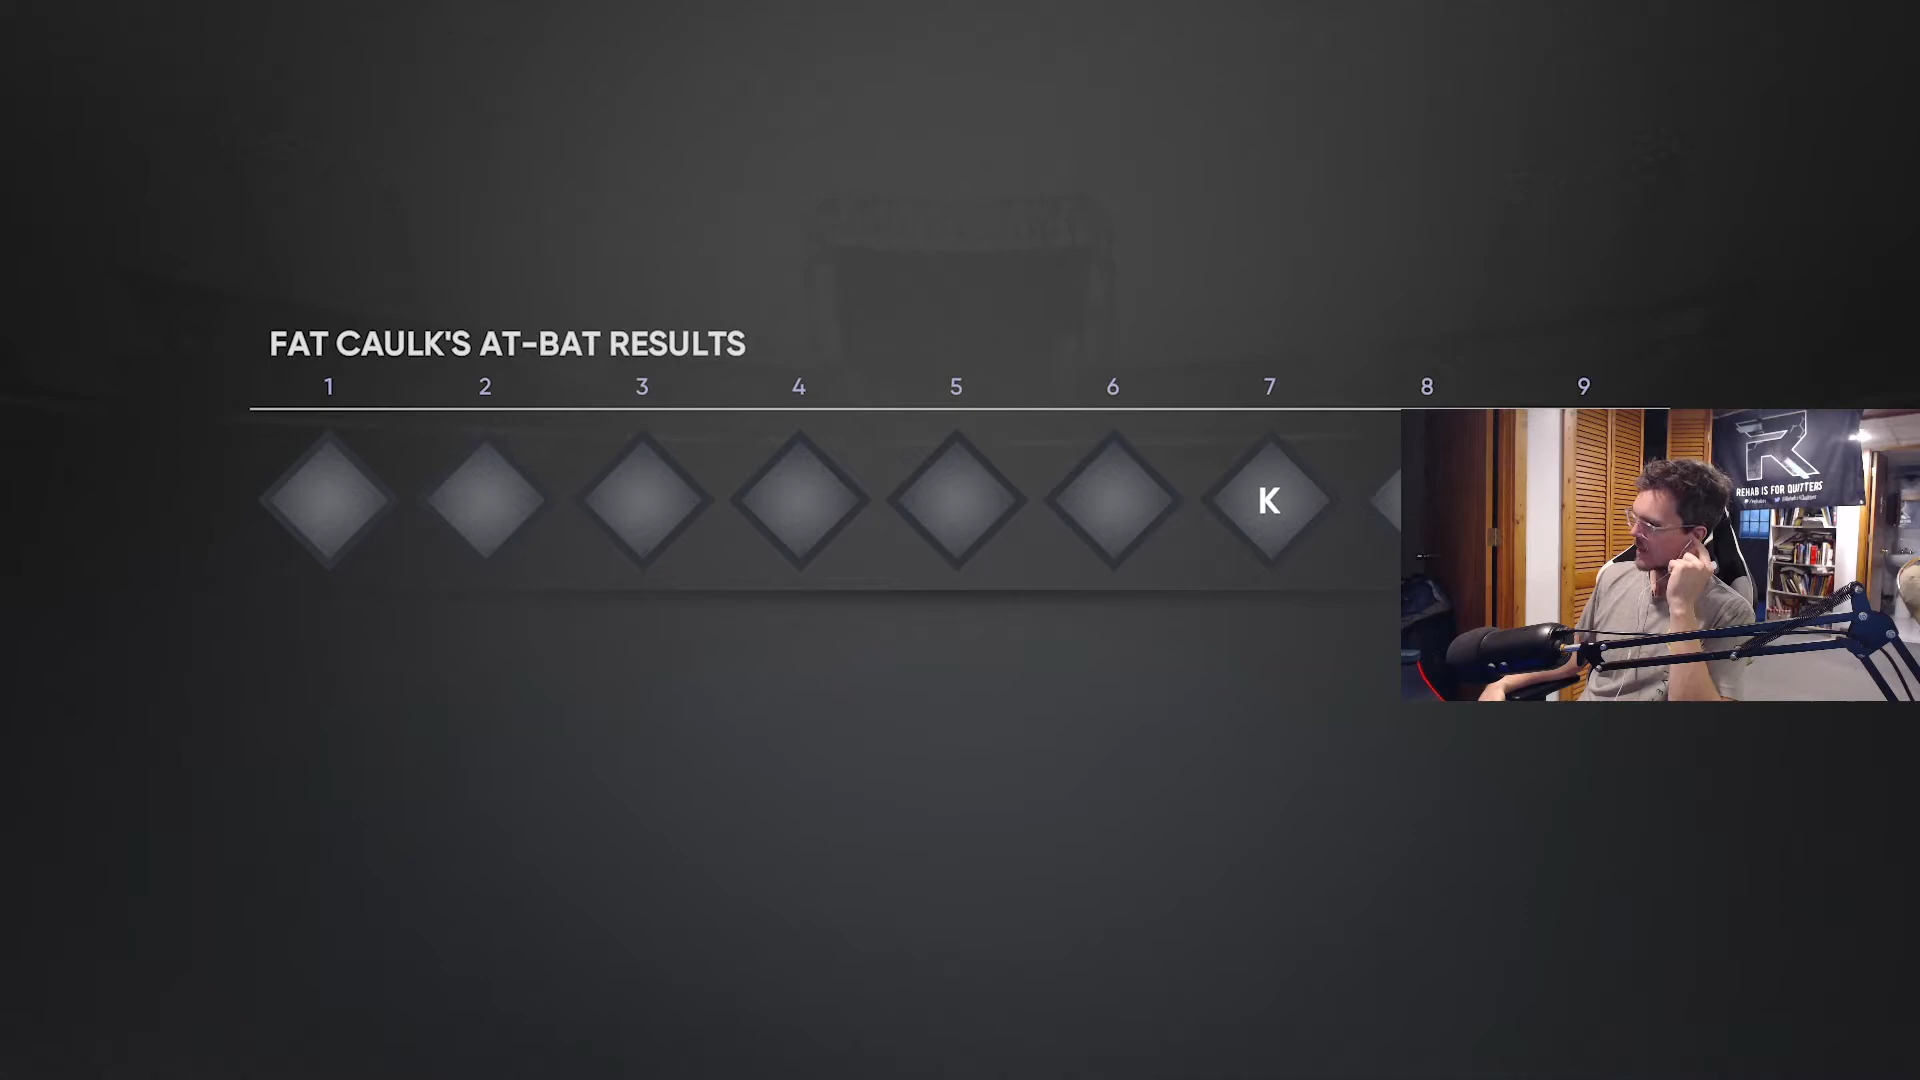 FAT CAULK'S AT-BAT RESULTS
1 2 3 4 5 6 7 8 9
K
R
REHAB IS FOR QUITTERS